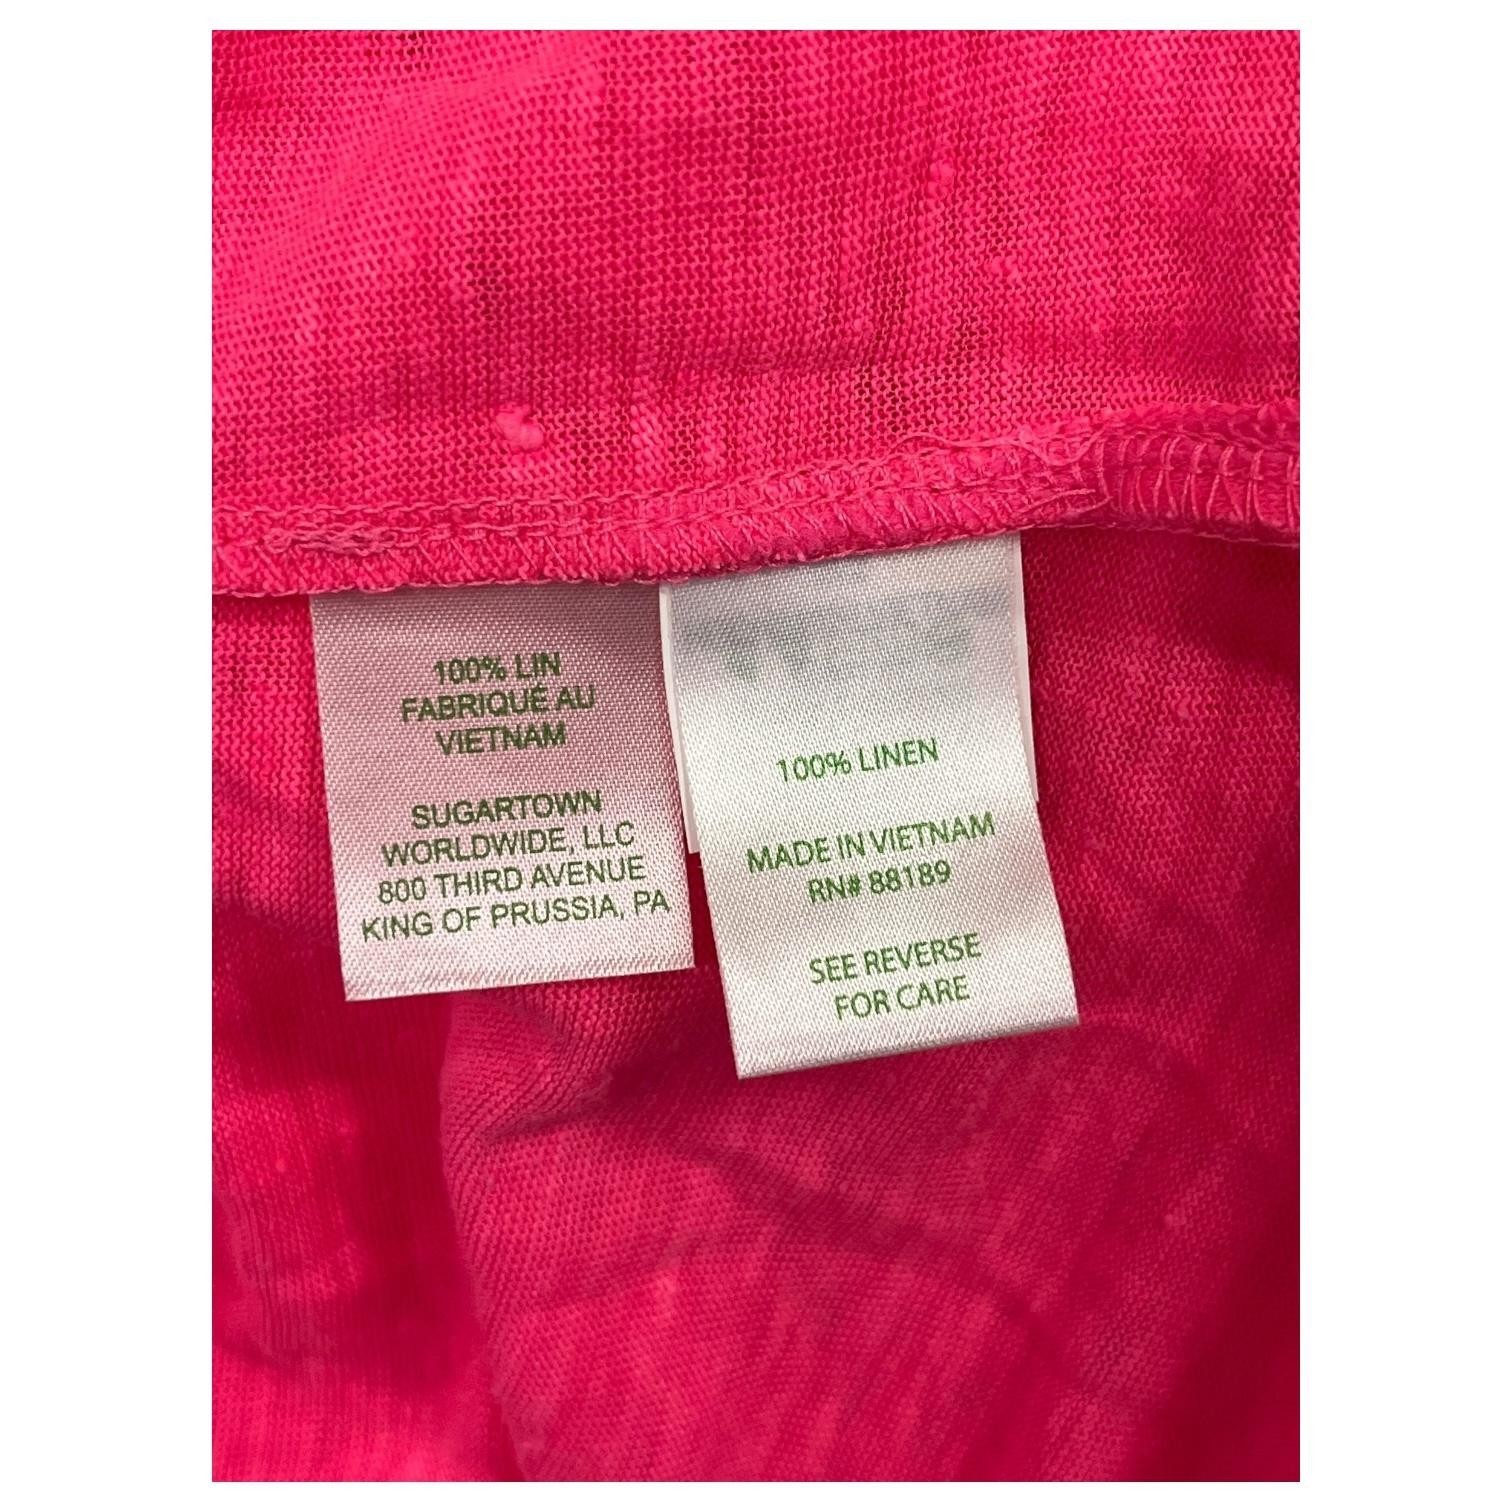 100% LIN
FABRIQUÉ AU
VIETNAM
SUGARTOWN
WORLDWIDE, LLC
800 THIRD AVENUE
KING OF PRUSSIA, PA
100% LINEN
MADE IN VIETNAM
RN# 88189
SEE REVERSE
FOR CARE